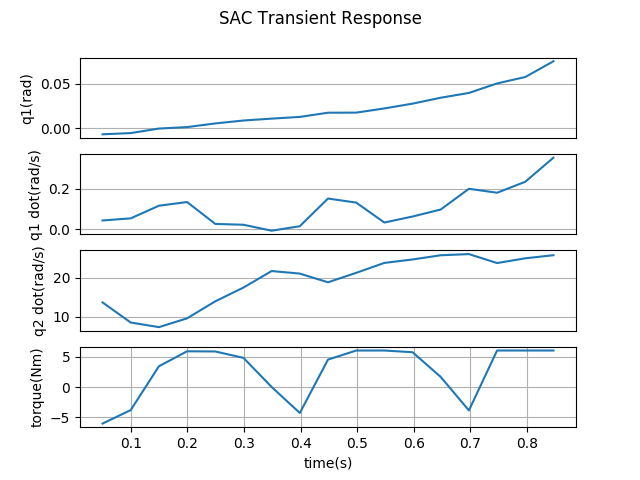 SAC Transient Response
q1(rad)
0.05
0.00
q1 dot(rad/s)
0.2
0.0
q2 dot(rad/s)
20
10
torque(Nm)
5
0
−5
0.1 0.2 0.3 0.4 0.5 0.6 0.7 0.8
time(s)